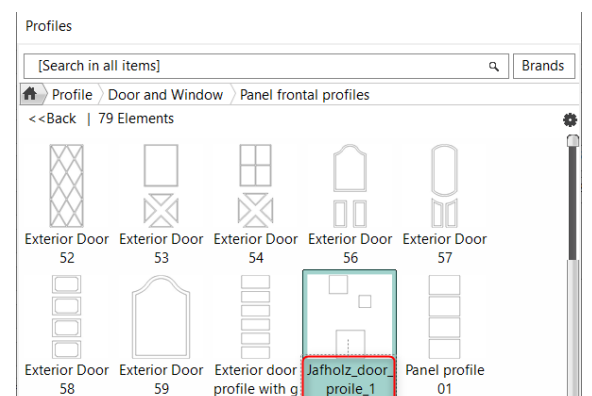 Profiles
[Search in all items]
Brands
Profile
Door and Window
Panel frontal profiles
<<Back | 79 Elements
Exterior Door 52
Exterior Door 53
Exterior Door 54
Exterior Door 56
Exterior Door 57
Exterior Door 58
Exterior Door 59
Exterior door profile with g
Jafholz_door_proile_1
Panel profile 01